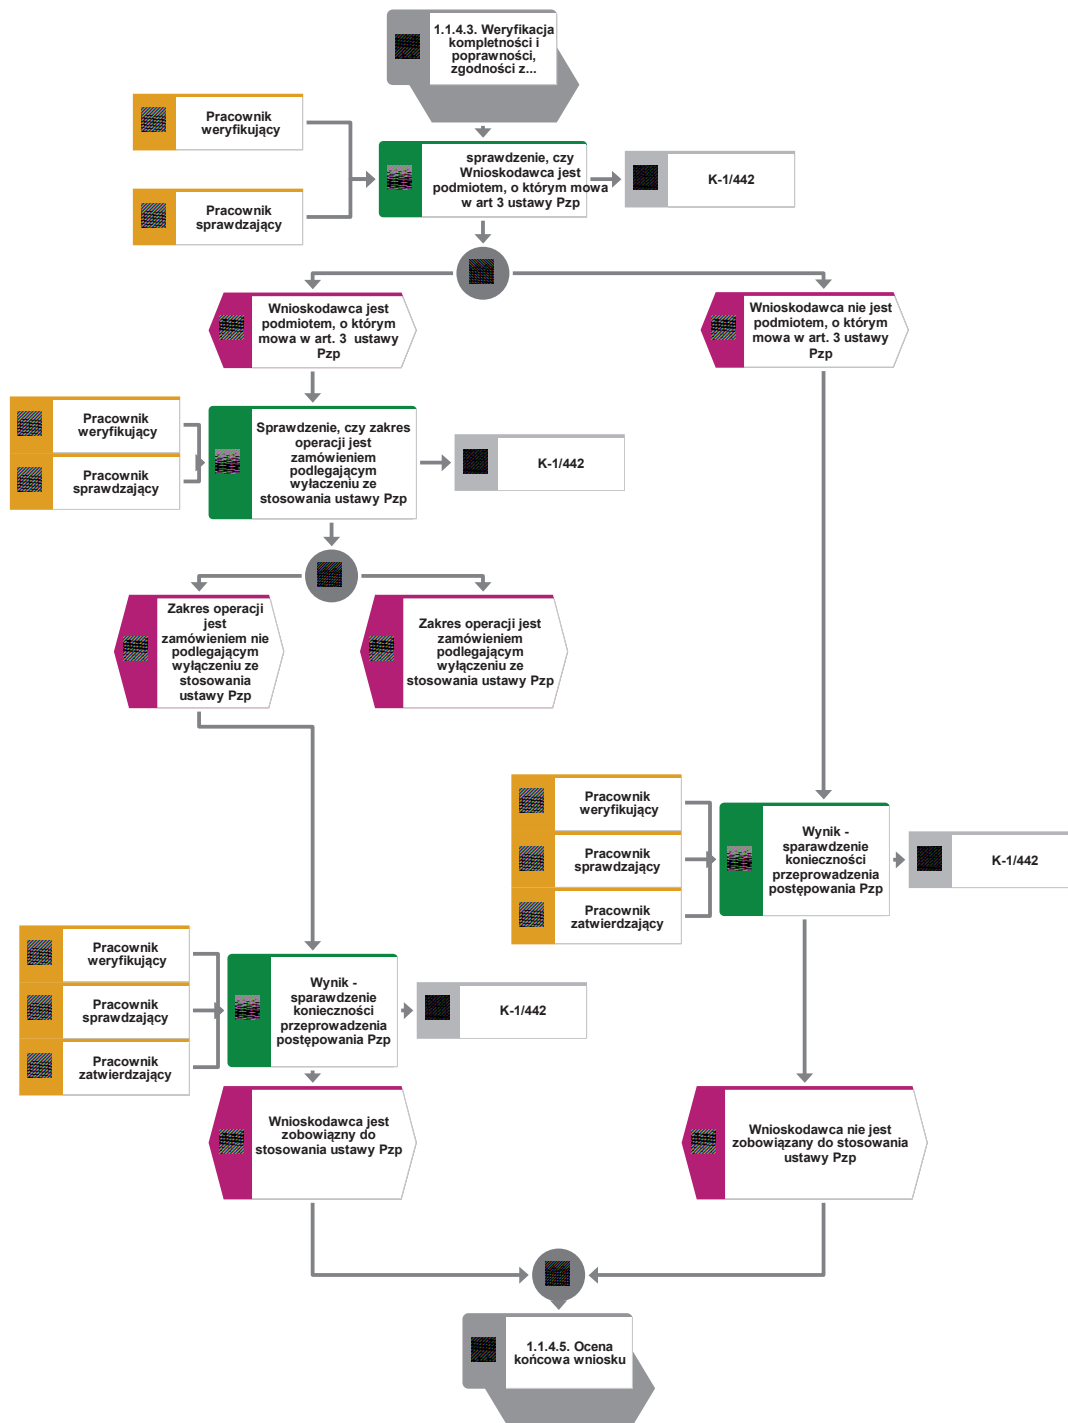 1.1.4.3. Weryfikacja
kompletności i
poprawności,
zgodności z...
Pracownik
weryfikujący
Pracownik
sprawdzający
sprawdzenie, czy
Wnioskodawca jest
podmiotem, o którym mowa
w art 3 ustawy Pzp
K-1/442
Wnioskodawca jest
podmiotem, o którym
mowa w art. 3 ustawy
Pzp
Wnioskodawca nie jest
podmiotem, o którym
mowa w art. 3 ustawy
Pzp
Pracownik
weryfikujący
Pracownik
sprawdzający
Sprawdzenie, czy zakres
operacji jest
zamówieniem
podlegającym
wyłaczeniu ze
stosowania ustawy Pzp
K-1/442
Zakres operacji
jest
zamówieniem nie
podlegającym
wyłączeniu ze
stosowania
ustawy Pzp
Zakres operacji jest
zamówieniem
podlegającym
wyłączeniu ze
stosowania ustawy Pzp
Pracownik
weryfikujący
Pracownik
sprawdzający
Pracownik
zatwierdzający
Wynik -
sparawdzenie
konieczności
przeprowadzenia
postępowania Pzp
K-1/442
Pracownik
weryfikujący
Pracownik
sprawdzający
Pracownik
zatwierdzający
Wynik -
sparawdzenie
konieczności
przeprowadzenia
postępowania Pzp
K-1/442
Wnioskodawca jest
zobowiązny do
stosowania ustawy Pzp
Wnioskodawca nie jest
zobowiązany do stosowania
ustawy Pzp
1.1.4.5. Ocena
końcowa wniosku